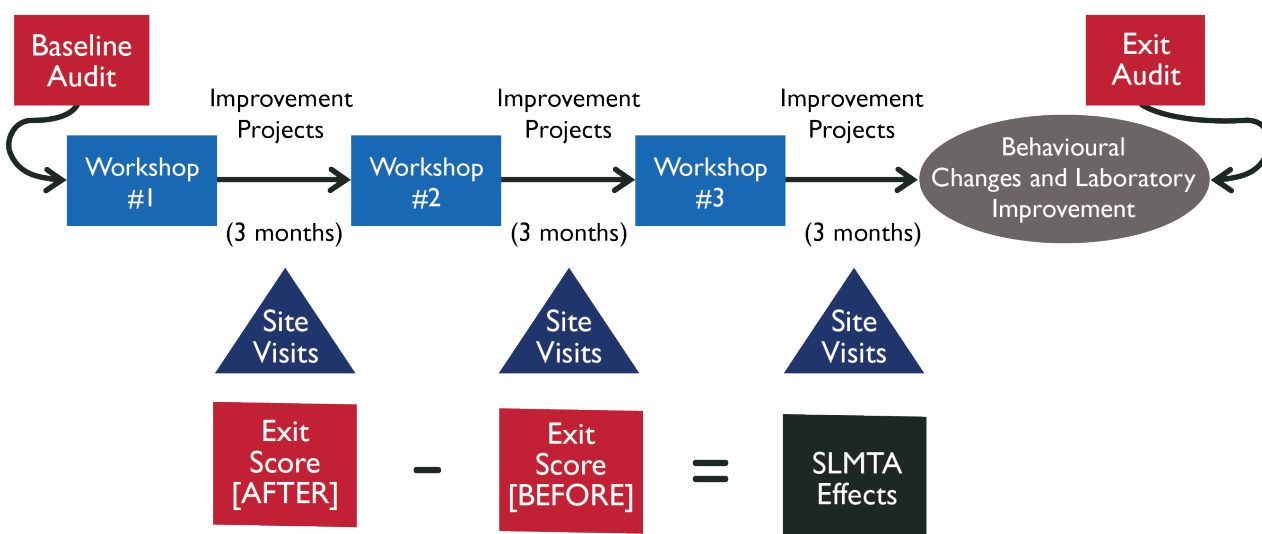 Baseline
Audit
Exit
Audit
Improvement
Projects
Improvement
Projects
Improvement
Projects
Workshop
#1
Workshop
#2
Workshop
#3
Behavioural
Changes and Laboratory
Improvement
(3 months)
(3 months)
(3 months)
Site
Visits
Site
Visits
Site
Visits
Exit
Score
[AFTER]
–
Exit
Score
[BEFORE]
=
SLMTA
Effects